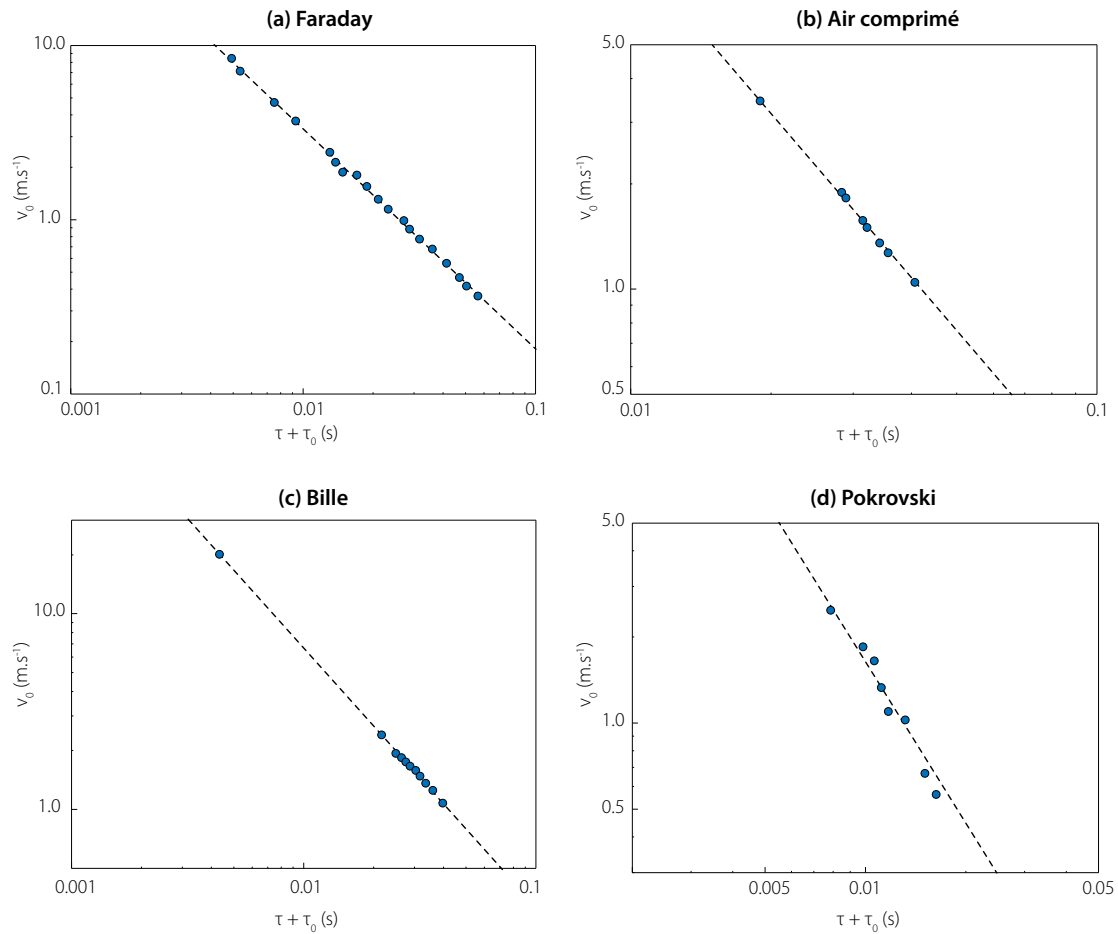 (a) Faraday
10.0
1.0
0.1
v₀ (m.s⁻¹)
0.001
0.01
0.1
τ + τ₀ (s)
(b) Air comprimé
5.0
1.0
0.5
v₀ (m.s⁻¹)
0.01
0.1
τ + τ₀ (s)
(c) Bille
10.0
1.0
v₀ (m.s⁻¹)
0.001
0.01
0.1
τ + τ₀ (s)
(d) Pokrovski
5.0
1.0
0.5
v₀ (m.s⁻¹)
0.005
0.01
0.05
τ + τ₀ (s)